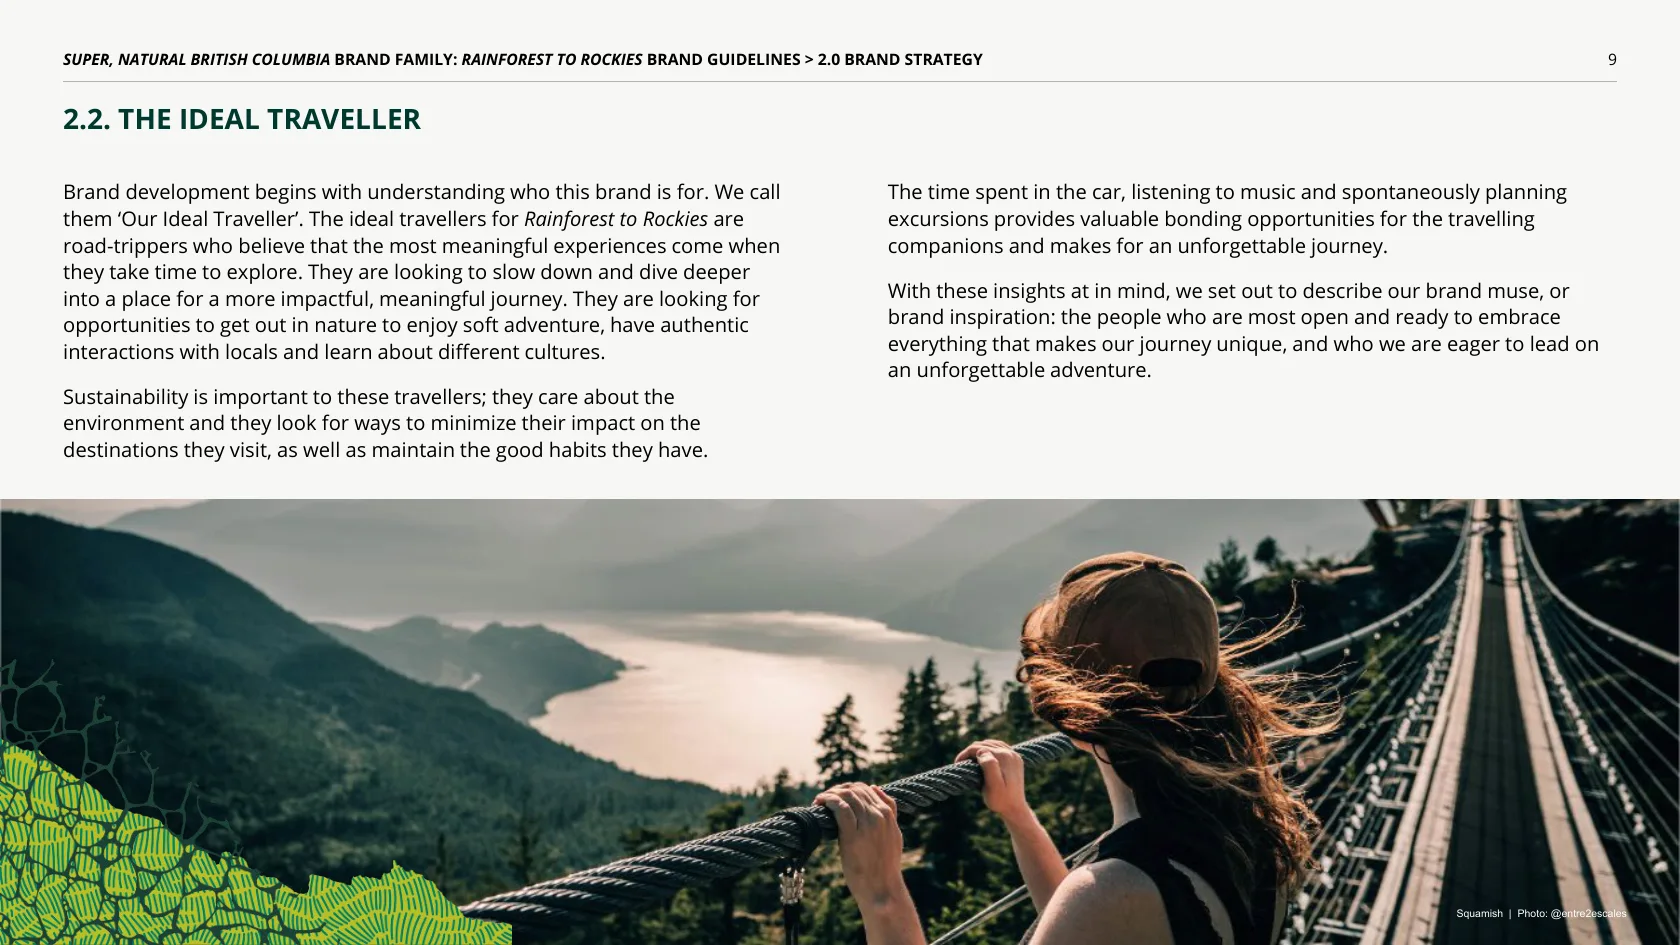 SUPER, NATURAL BRITISH COLUMBIA BRAND FAMILY: RAINFOREST TO ROCKIES BRAND GUIDELINES > 2.0 BRAND STRATEGY
9
2.2. THE IDEAL TRAVELLER
Brand development begins with understanding who this brand is for. We call
them ‘Our Ideal Traveller’. The ideal travellers for Rainforest to Rockies are
road-trippers who believe that the most meaningful experiences come when
they take time to explore. They are looking to slow down and dive deeper
into a place for a more impactful, meaningful journey. They are looking for
opportunities to get out in nature to enjoy soft adventure, have authentic
interactions with locals and learn about different cultures.
Sustainability is important to these travellers; they care about the
environment and they look for ways to minimize their impact on the
destinations they visit, as well as maintain the good habits they have.
The time spent in the car, listening to music and spontaneously planning
excursions provides valuable bonding opportunities for the travelling
companions and makes for an unforgettable journey.
With these insights at in mind, we set out to describe our brand muse, or
brand inspiration: the people who are most open and ready to embrace
everything that makes our journey unique, and who we are eager to lead on
an unforgettable adventure.
Squamish | Photo: @entre2escales